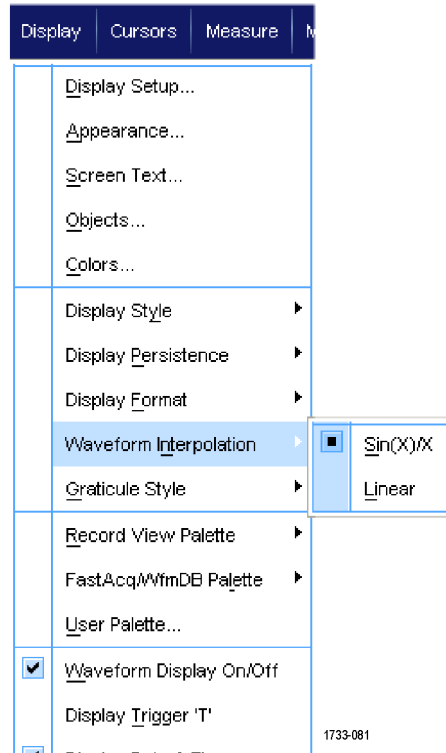 Display Cursors Measure
Display Setup...
Appearance...
Screen Text...
Objects...
Colors...
Display Style
Display Persistence
Display Format
Waveform Interpolation
Sin(X)/X
Graticule Style
Linear
Record View Palette
FastAcq/WfmDB Palette
User Palette...
Waveform Display On/Off
Display Trigger 'T'
1733-081